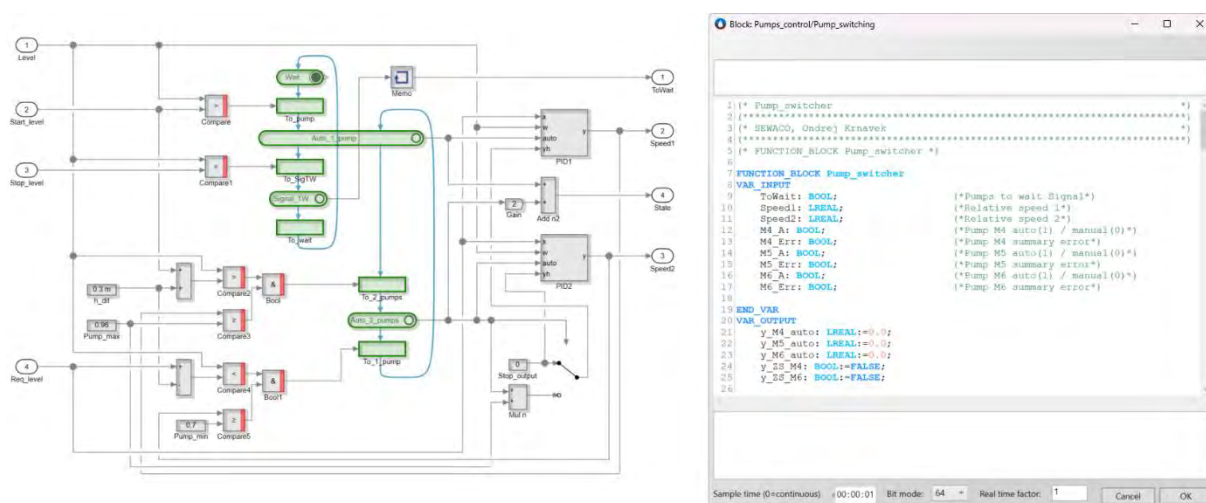 1
Level
2
Start_level
3
Stop_level
4
Req_level
>
Compare
<
Compare1
Wait
To_pump
Auto_1_pump
To_SigTW
Signal_TW
To_wait
Memo
1
ToWait
x
w
auto
yh
y
PID1
2
Speed1
2
Gain
Add n2
4
State
x
w
auto
yh
y
PID2
3
Speed2
0.3 m
h_dif
0.96
Pump_max
>
Compare2
&
Bool
≥
Compare3
To_2_pumps
To_1_pump
<
Compare4
&
Bool1
0.7
Pump_min
Compare5
0
Stop_output
Mul n
Block: Pumps_control/Pump_switching
1 (* Pump_switcher *)
3 (* SEWACO, Ondrej Krnavek *)
5 (* FUNCTION_BLOCK Pump_switcher *)
6
7 FUNCTION_BLOCK Pump_switcher
8 VAR_INPUT
9 ToWait: BOOL; (*Pumps to wait Signal*)
10 Speed1: LREAL; (*Relative speed 1*)
11 Speed2: LREAL; (*Relative speed 2*)
12 M4_A: BOOL; (*Pump M4 auto(1) / manual(0)*)
13 M4_Err: BOOL; (*Pump M4 summary error*)
14 M5_A: BOOL; (*Pump M5 auto(1) / manual(0)*)
15 M5_Err: BOOL; (*Pump M5 summary error*)
16 M6_A: BOOL; (*Pump M6 auto(1) / manual(0)*)
17 M6_Err: BOOL; (*Pump M6 summary error*)
18
19 END_VAR
20 VAR_OUTPUT
21 y_M4_auto: LREAL:=0.0;
22 y_M5_auto: LREAL:=0.0;
23 y_M6_auto: LREAL:=0.0;
24 y_ZS_M4: BOOL:=FALSE;
25 y_ZS_M6: BOOL:=FALSE;
26
Sample time (0=continuous) 00:00:01 Bit mode: 64 Real time factor: 1 Cancel OK